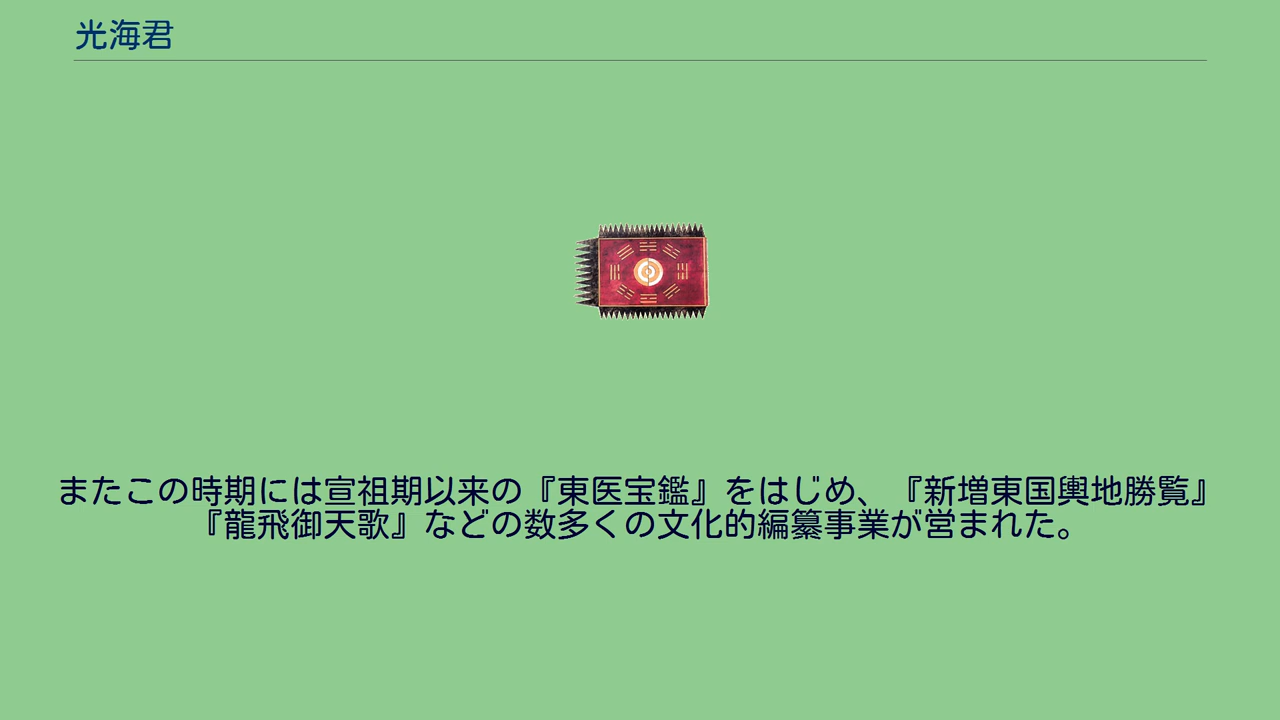 光海君
またこの時期には宣祖期以来の『東医宝鑑』をはじめ、『新増東国輿地勝覧』
『龍飛御天歌』などの数多くの文化的編纂事業が営まれた。